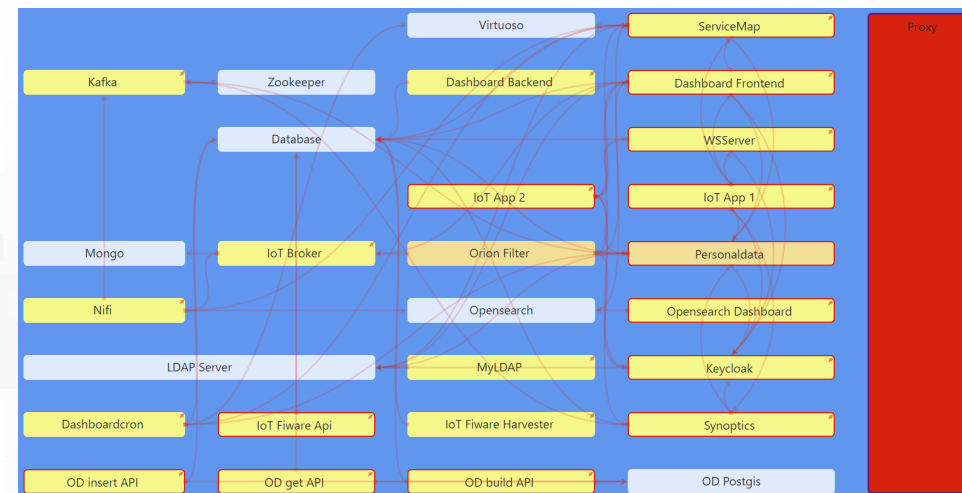 Virtuoso
ServiceMap
Proxy
Kafka
Zookeeper
Dashboard Backend
Dashboard Frontend
Database
WSServer
IoT App 2
IoT App 1
Mongo
IoT Broker
Orion Filter
Personaldata
Nifi
Opensearch
Opensearch Dashboard
LDAP Server
MyLDAP
Keycloak
Dashboardcron
IoT Fiware Api
IoT Fiware Harvester
Synoptics
OD insert API
OD get API
OD build API
OD Postgis